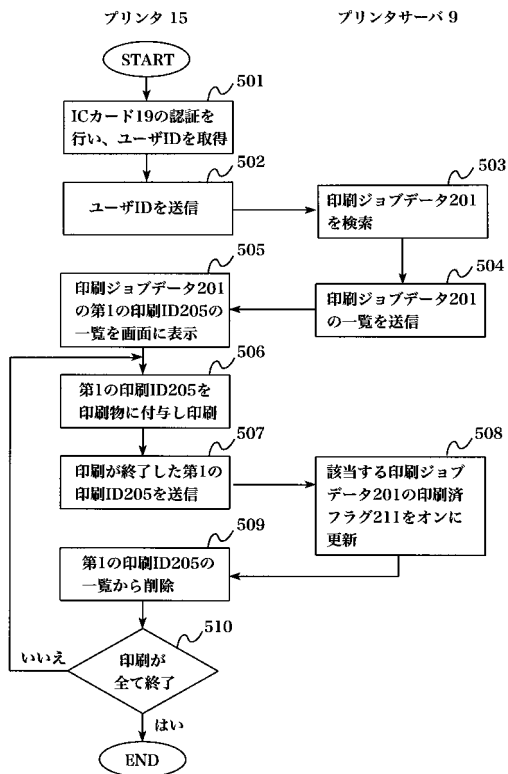 プリンタ 15
プリンタサーバ 9
START
501
ICカード19の認証を
行い、ユーザIDを取得
502
ユーザIDを送信
503
印刷ジョブデータ201
を検索
504
印刷ジョブデータ201
の一覧を送信
505
印刷ジョブデータ201
の第1の印刷ID205の
一覧を画面に表示
506
第1の印刷ID205を
印刷物に付与し印刷
507
印刷が終了した第1の
印刷ID205を送信
508
該当する印刷ジョブ
データ201の印刷済
フラグ211をオンに
更新
509
第1の印刷ID205の
一覧から削除
510
いいえ
印刷が
全て終了
はい
END